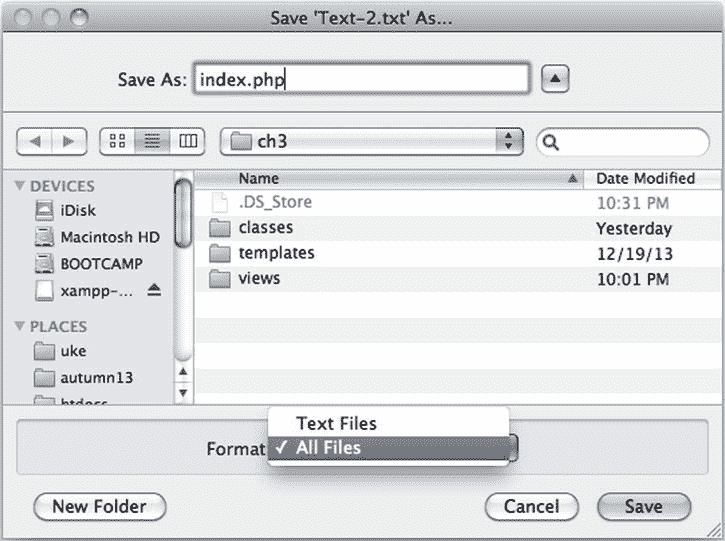 Save 'Text-2.txt' As...
Save As: index.php
ch3
Name Date Modified
DEVICES
iDisk
Macintosh HD
BOOTCAMP
xampp-...
PLACES
uke
autumn13
.DS_Store 10:31 PM
classes Yesterday
templates 12/19/13
views 10:01 PM
Text Files
Format ✓ All Files
New Folder Cancel Save